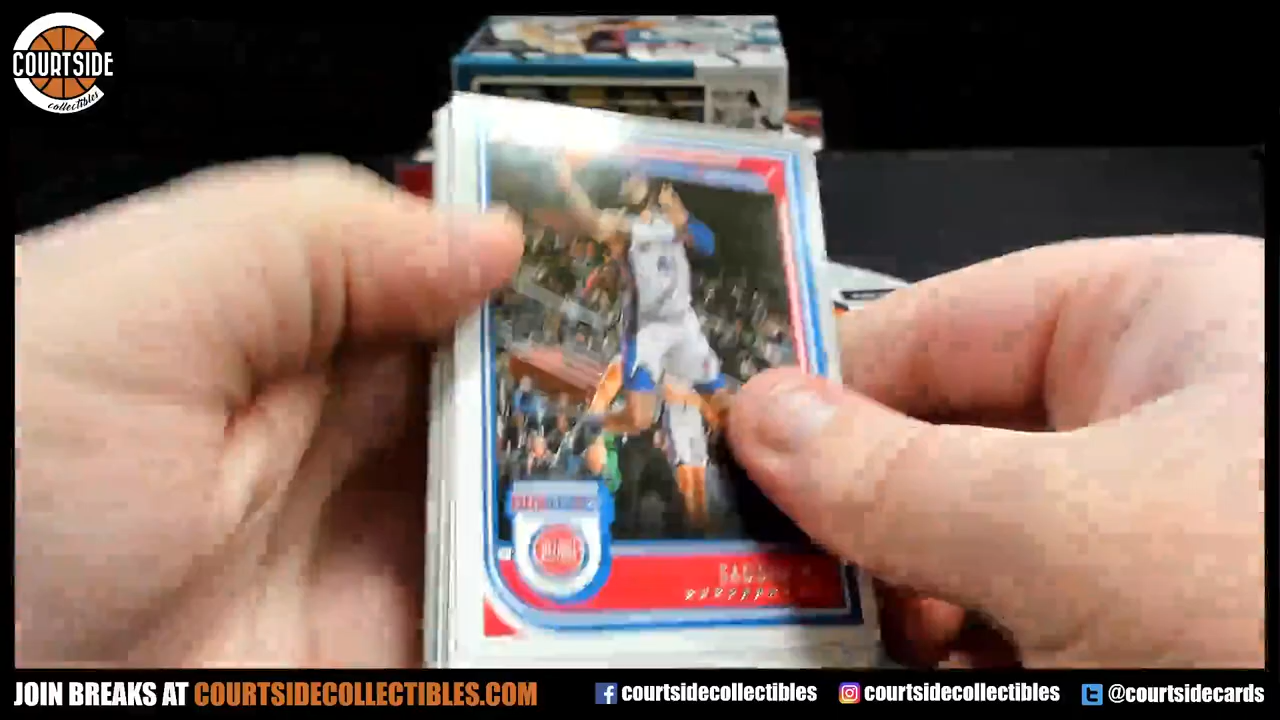 COURTSIDE
collectibles
JOIN BREAKS AT COURTSIDECOLLECTIBLES.COM
courtsidecollectibles
courtsidecollectibles
@courtsidecards